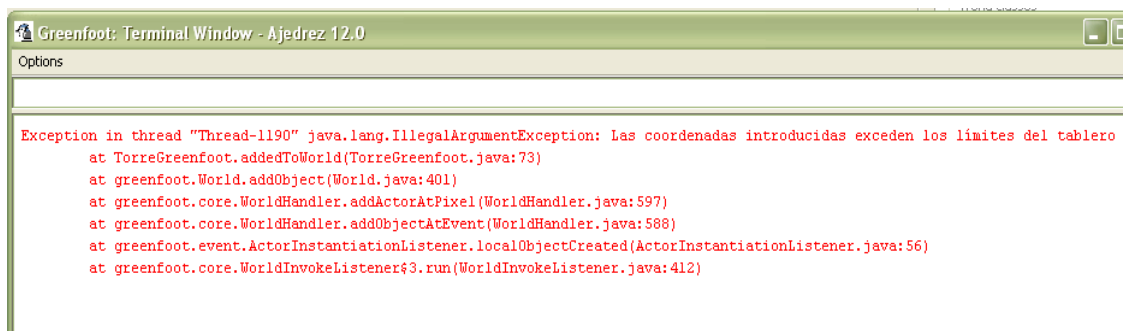 Greenfoot: Terminal Window - Ajedrez 12.0
Options
Exception in thread "Thread-1190" java.lang.IllegalArgumentException: Las coordenadas introducidas exceden los límites del tablero
at TorreGreenfoot.addedToWorld(TorreGreenfoot.java:73)
at greenfoot.World.addObject(World.java:401)
at greenfoot.core.WorldHandler.addActorAtPixel(WorldHandler.java:597)
at greenfoot.core.WorldHandler.addObjectAtEvent(WorldHandler.java:588)
at greenfoot.event.ActorInstantiationListener.localObjectCreated(ActorInstantiationListener.java:56)
at greenfoot.core.WorldInvokeListener$3.run(WorldInvokeListener.java:412)